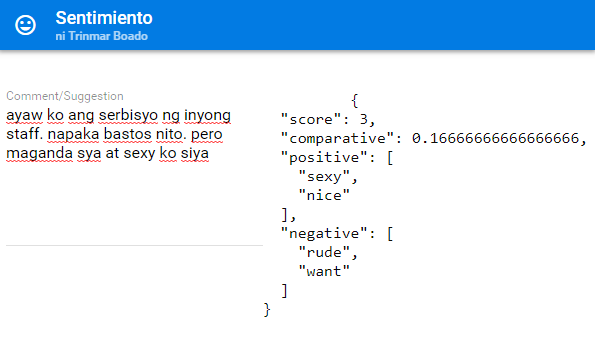 Sentimiento
ni Trinmar Boado
Comment/Suggestion
ayaw ko ang serbisyo ng inyong
staff. napaka bastos nito. pero
maganda sya at sexy ko siya
{
"score": 3,
"comparative": 0.16666666666666666,
"positive": [
"sexy",
"nice"
],
"negative": [
"rude",
"want"
]
}